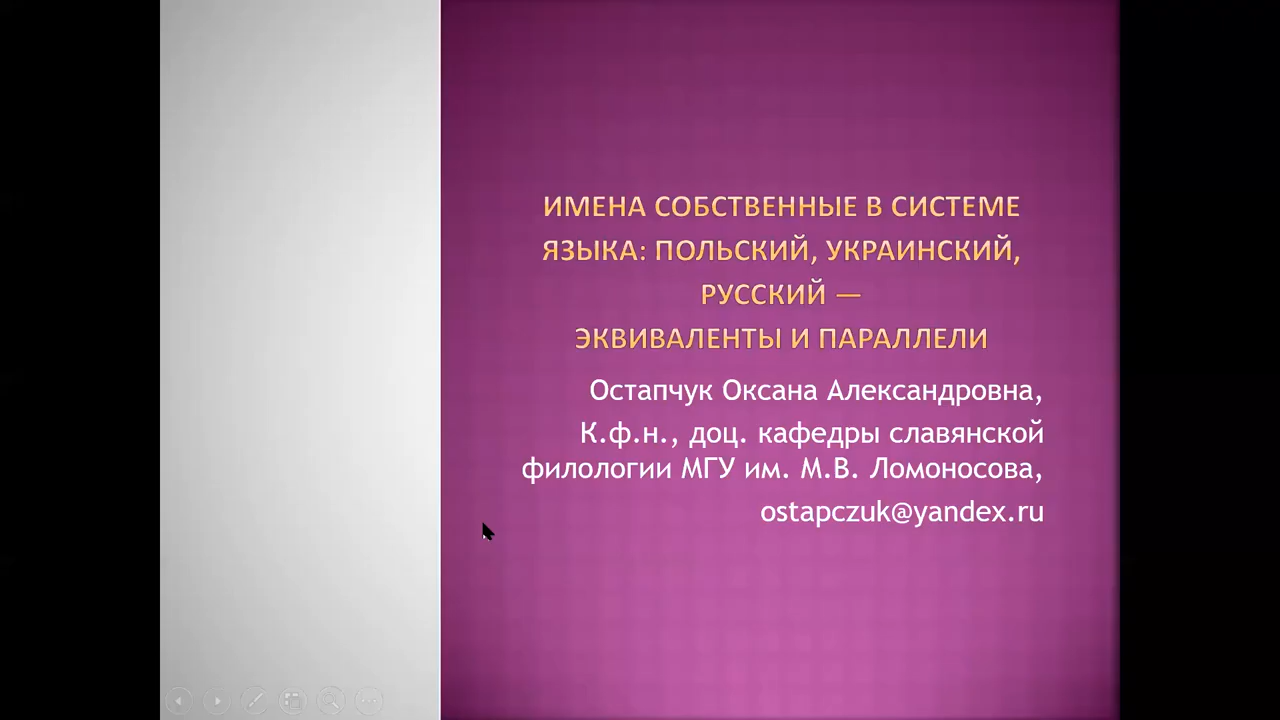 ИМЕНА СОБСТВЕННЫЕ В СИСТЕМЕ
ЯЗЫКА: ПОЛЬСКИЙ, УКРАИНСКИЙ,
РУССКИЙ —
ЭКВИВАЛЕНТЫ И ПАРАЛЛЕЛИ
Остапчук Оксана Александровна,
К.ф.н., доц. кафедры славянской
филологии МГУ им. М.В. Ломоносова,
ostapczuk@yandex.ru